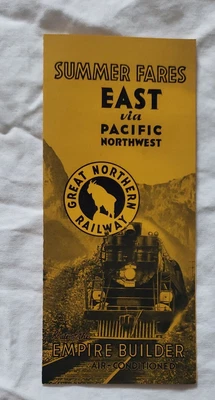 SUMMER FARES
EAST
via
PACIFIC
NORTHWEST
GREAT NORTHERN
RAILWAY
EMPIRE BUILDER
AIR-CONDITIONED